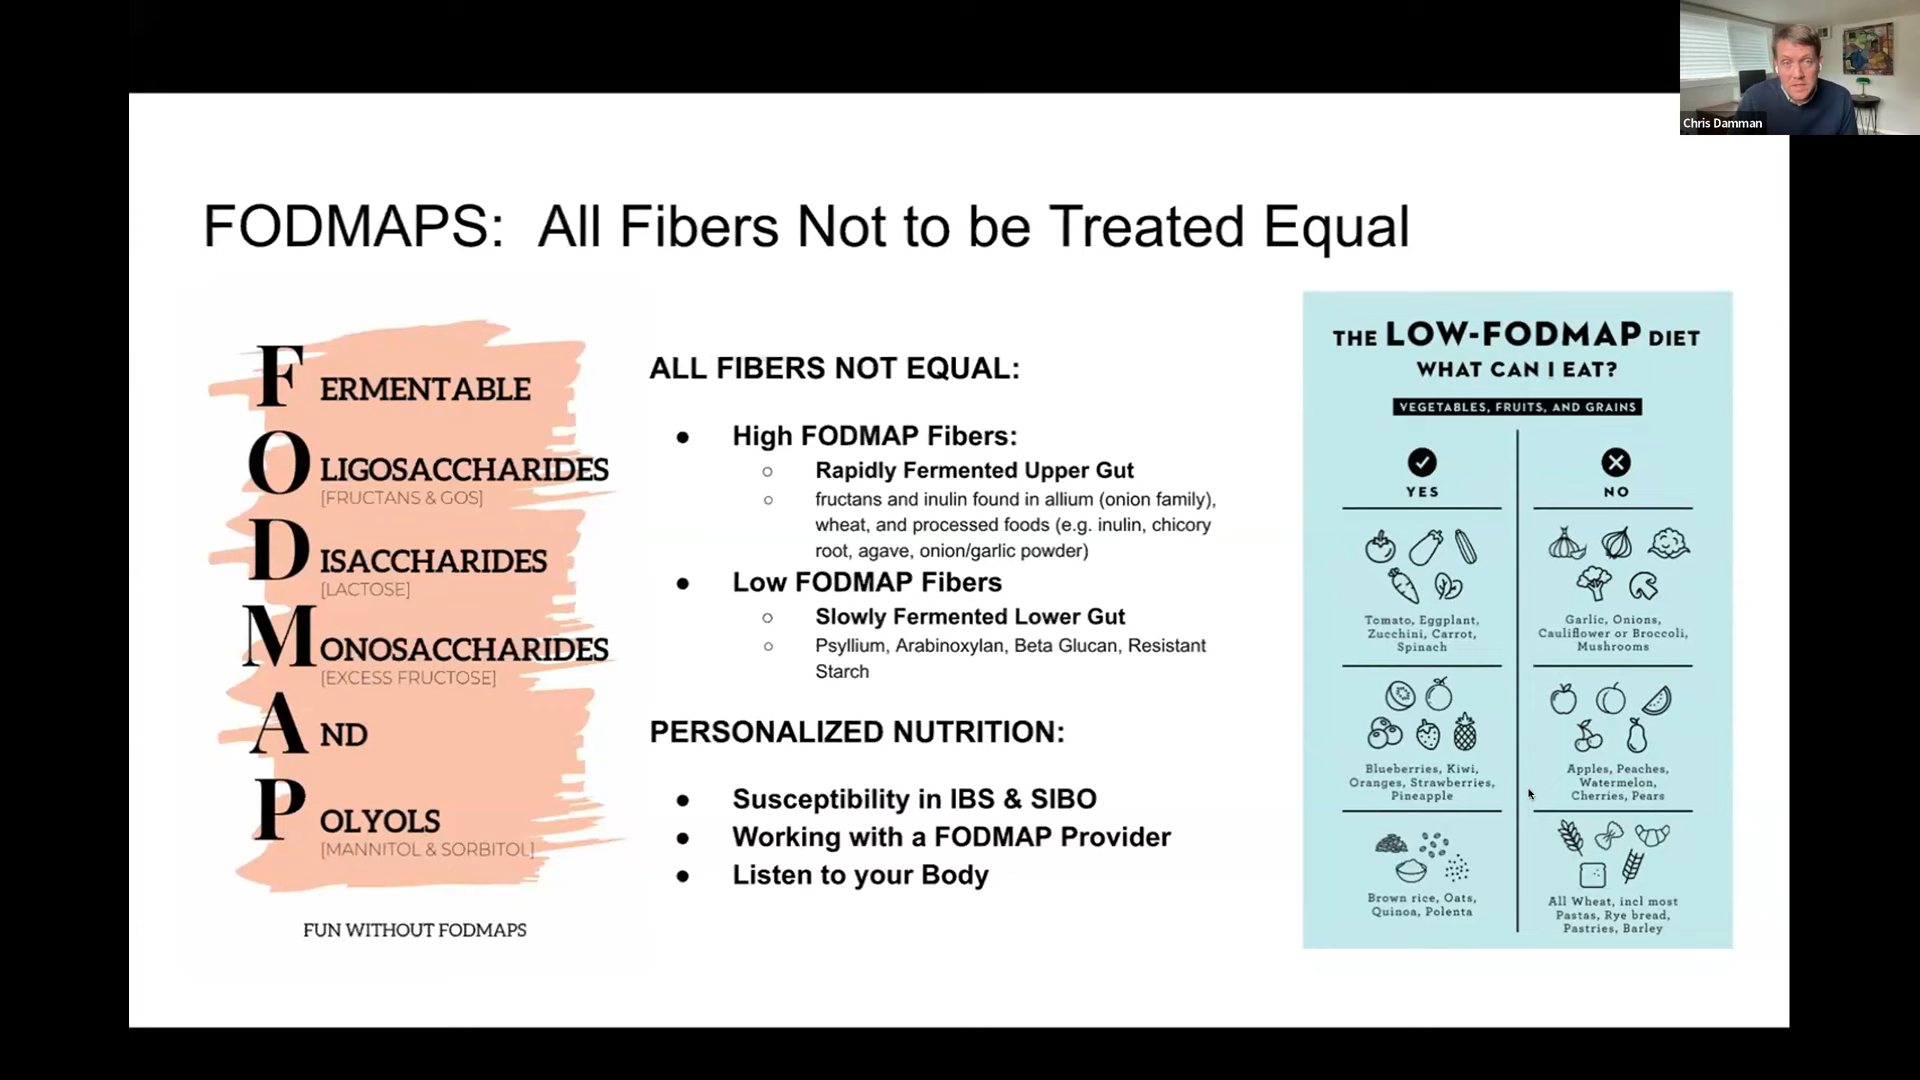 Chris Damman
FODMAPS: All Fibers Not to be Treated Equal
FERMENTABLE
OLIGOSACCHARIDES
[FRUCTANS & GOS]
DISACCHARIDES
[LACTOSE]
MONOSACCHARIDES
[EXCESS FRUCTOSE]
AND
POLYOLS
[MANNITOL & SORBITOL]
FUN WITHOUT FODMAPS
ALL FIBERS NOT EQUAL:
● High FODMAP Fibers:
○ Rapidly Fermented Upper Gut
○ fructans and inulin found in allium (onion family),
wheat, and processed foods (e.g. inulin, chicory
root, agave, onion/garlic powder)
● Low FODMAP Fibers
○ Slowly Fermented Lower Gut
○ Psyllium, Arabinoxylan, Beta Glucan, Resistant
Starch
PERSONALIZED NUTRITION:
● Susceptibility in IBS & SIBO
● Working with a FODMAP Provider
● Listen to your Body
THE LOW-FODMAP DIET
WHAT CAN I EAT?
VEGETABLES, FRUITS, AND GRAINS
YES
Tomato, Eggplant,
Zucchini, Carrot,
Spinach
Blueberries, Kiwi,
Oranges, Strawberries,
Pineapple
Brown rice, Oats,
Quinoa, Polenta
NO
Garlic, Onions,
Cauliflower or Broccoli,
Mushrooms
Apples, Peaches,
Watermelon,
Cherries, Pears
All Wheat, incl most
Pastas, Rye bread,
Pastries, Barley